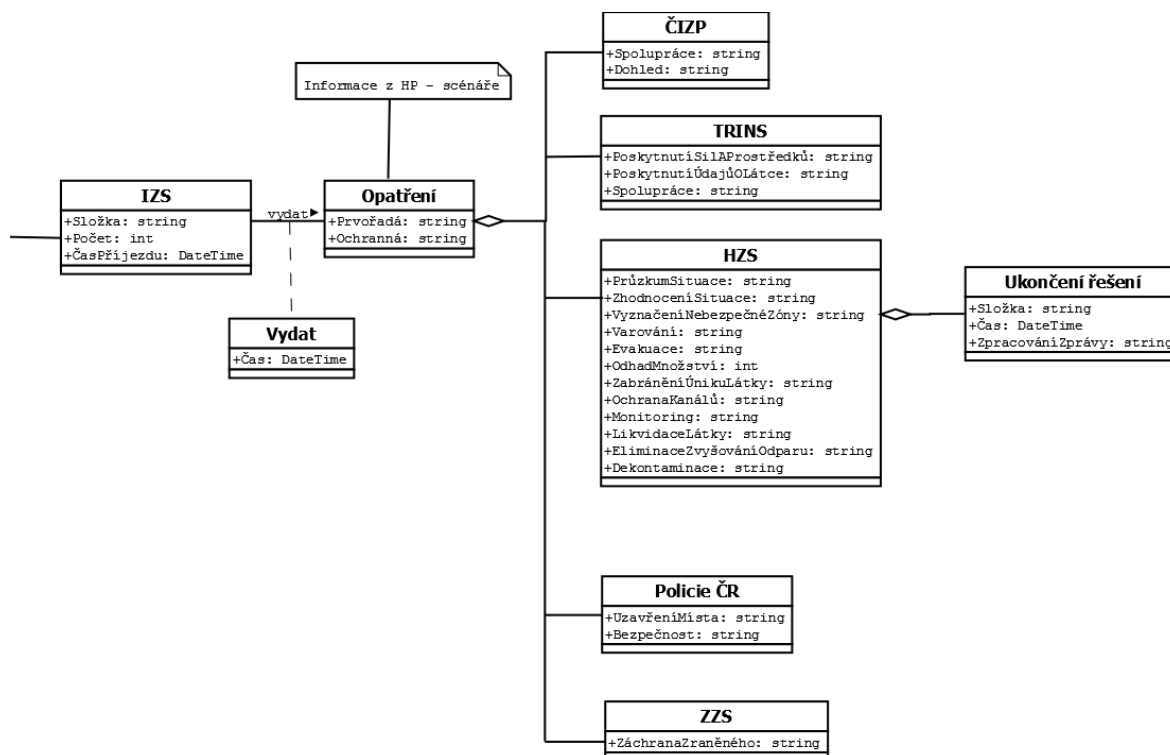 Informace z HP - scénáře
IZS
+Složka: string
+Počet: int
+ČasPříjezdu: DateTime
vydat
Vydat
+Čas: DateTime
Opatření
+Prvořadá: string
+Ochranná: string
ČIZP
+Spolupráce: string
+Dohled: string
TRINS
+PoskytnutíSilAProstředků: string
+PoskytnutíÚdajůOLátce: string
+Spolupráce: string
HZS
+PrůzkumSituace: string
+ZhodnoceníSituace: string
+VyznačeníNebezpečnéZóny: string
+Varování: string
+Evakuace: string
+OdhadMnožství: int
+ZabráněníÚnikuLátky: string
+OchranaKanálů: string
+Monitoring: string
+LikvidaceLátky: string
+EliminaceZvyšováníOdparu: string
+Dekontaminace: string
Ukončení řešení
+Složka: string
+Čas: DateTime
+ZpracováníZprávy: string
Policie ČR
+UzavřeníMísta: string
+Bezpečnost: string
ZZS
+ZáchranaZraněného: string